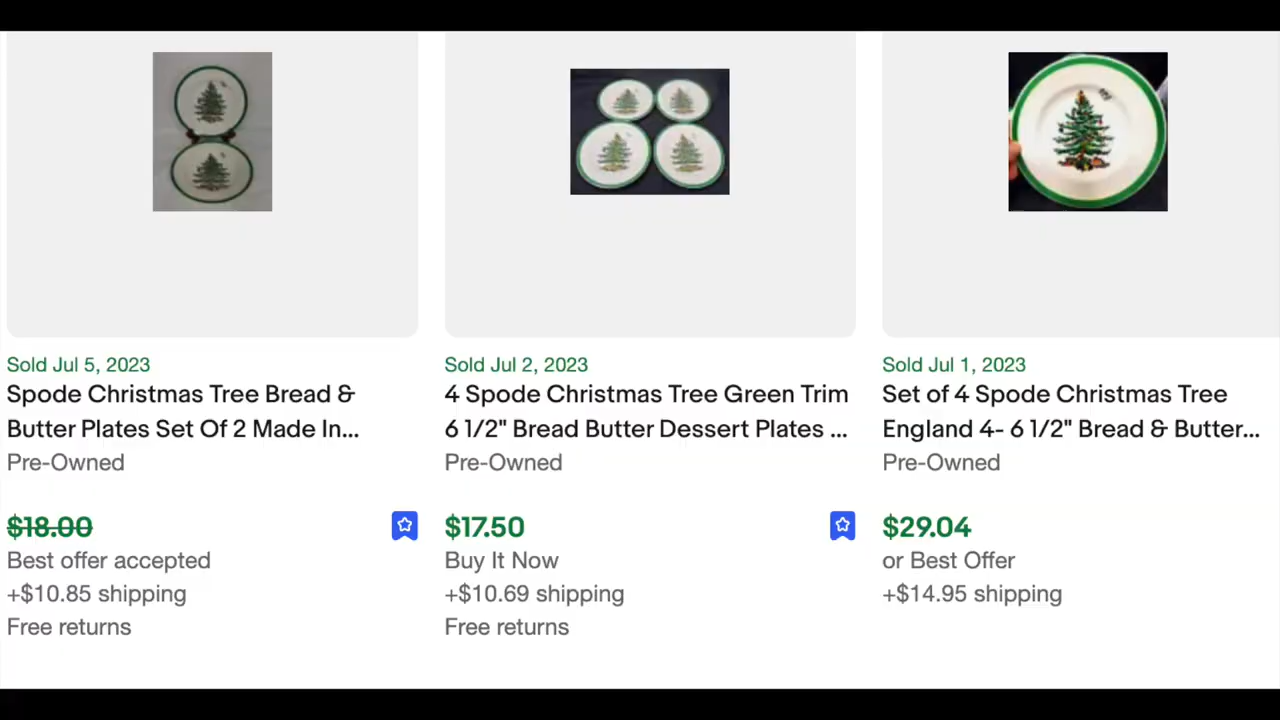 Sold Jul 5, 2023
Spode Christmas Tree Bread &
Butter Plates Set Of 2 Made In...
Pre-Owned
$18.00
Best offer accepted
+$10.85 shipping
Free returns
Sold Jul 2, 2023
4 Spode Christmas Tree Green Trim
6 1/2" Bread Butter Dessert Plates ...
Pre-Owned
$17.50
Buy It Now
+$10.69 shipping
Free returns
Sold Jul 1, 2023
Set of 4 Spode Christmas Tree
England 4- 6 1/2" Bread & Butter...
Pre-Owned
$29.04
or Best Offer
+$14.95 shipping